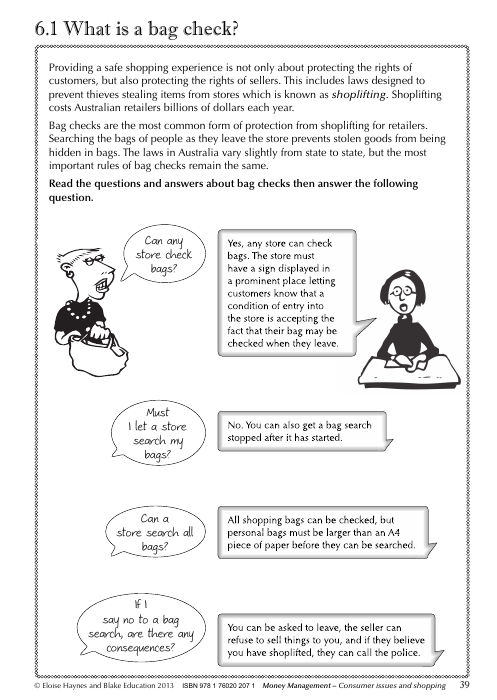 6.1 What is a bag check?
Providing a safe shopping experience is not only about protecting the rights of
customers, but also protecting the rights of sellers. This includes laws designed to
prevent thieves stealing items from stores which is known as shoplifting. Shoplifting
costs Australian retailers billions of dollars each year.
Bag checks are the most common form of protection from shoplifting for retailers.
Searching the bags of people as they leave the store prevents stolen goods from being
hidden in bags. The laws in Australia vary slightly from state to state, but the most
important rules of bag checks remain the same.
Read the questions and answers about bag checks then answer the following
question.
Can any
store check
bags?
Yes, any store can check
bags. The store must
have a sign displayed in
a prominent place letting
customers know that a
condition of entry into
the store is accepting the
fact that their bag may be
checked when they leave.
Must
I let a store
search my
bags?
No. You can also get a bag search
stopped after it has started.
Can a
store search all
bags?
All shopping bags can be checked, but
personal bags must be larger than an A4
piece of paper before they can be searched.
If I
say no to a bag
search, are there any
consequences?
You can be asked to leave, the seller can
refuse to sell things to you, and if they believe
you have shoplifted, they can call the police.
© Eloise Haynes and Blake Education 2013 ISBN 978 1 76020 207 1 Money Management – Consumer issues and shopping 39